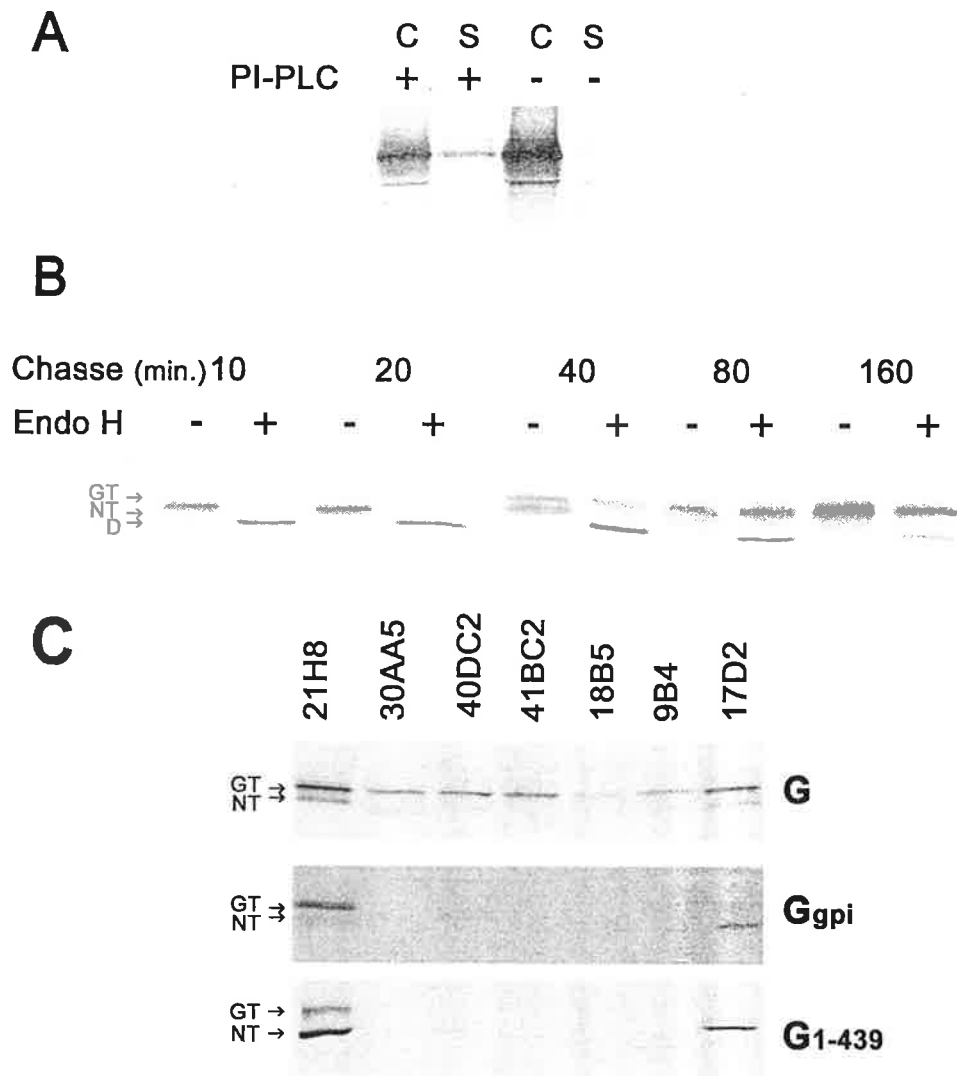 A
C S C S
PI-PLC + + - -
B
Chasse (min.) 10 20 40 80 160
Endo H - + - + - + - + - +
GT →
NT →
D →
C
21H8 30AA5 40DC2 41BC2 18B5 9B4 17D2
GT →
NT →
G
GT →
NT →
Ggpi
GT →
NT →
G1-439